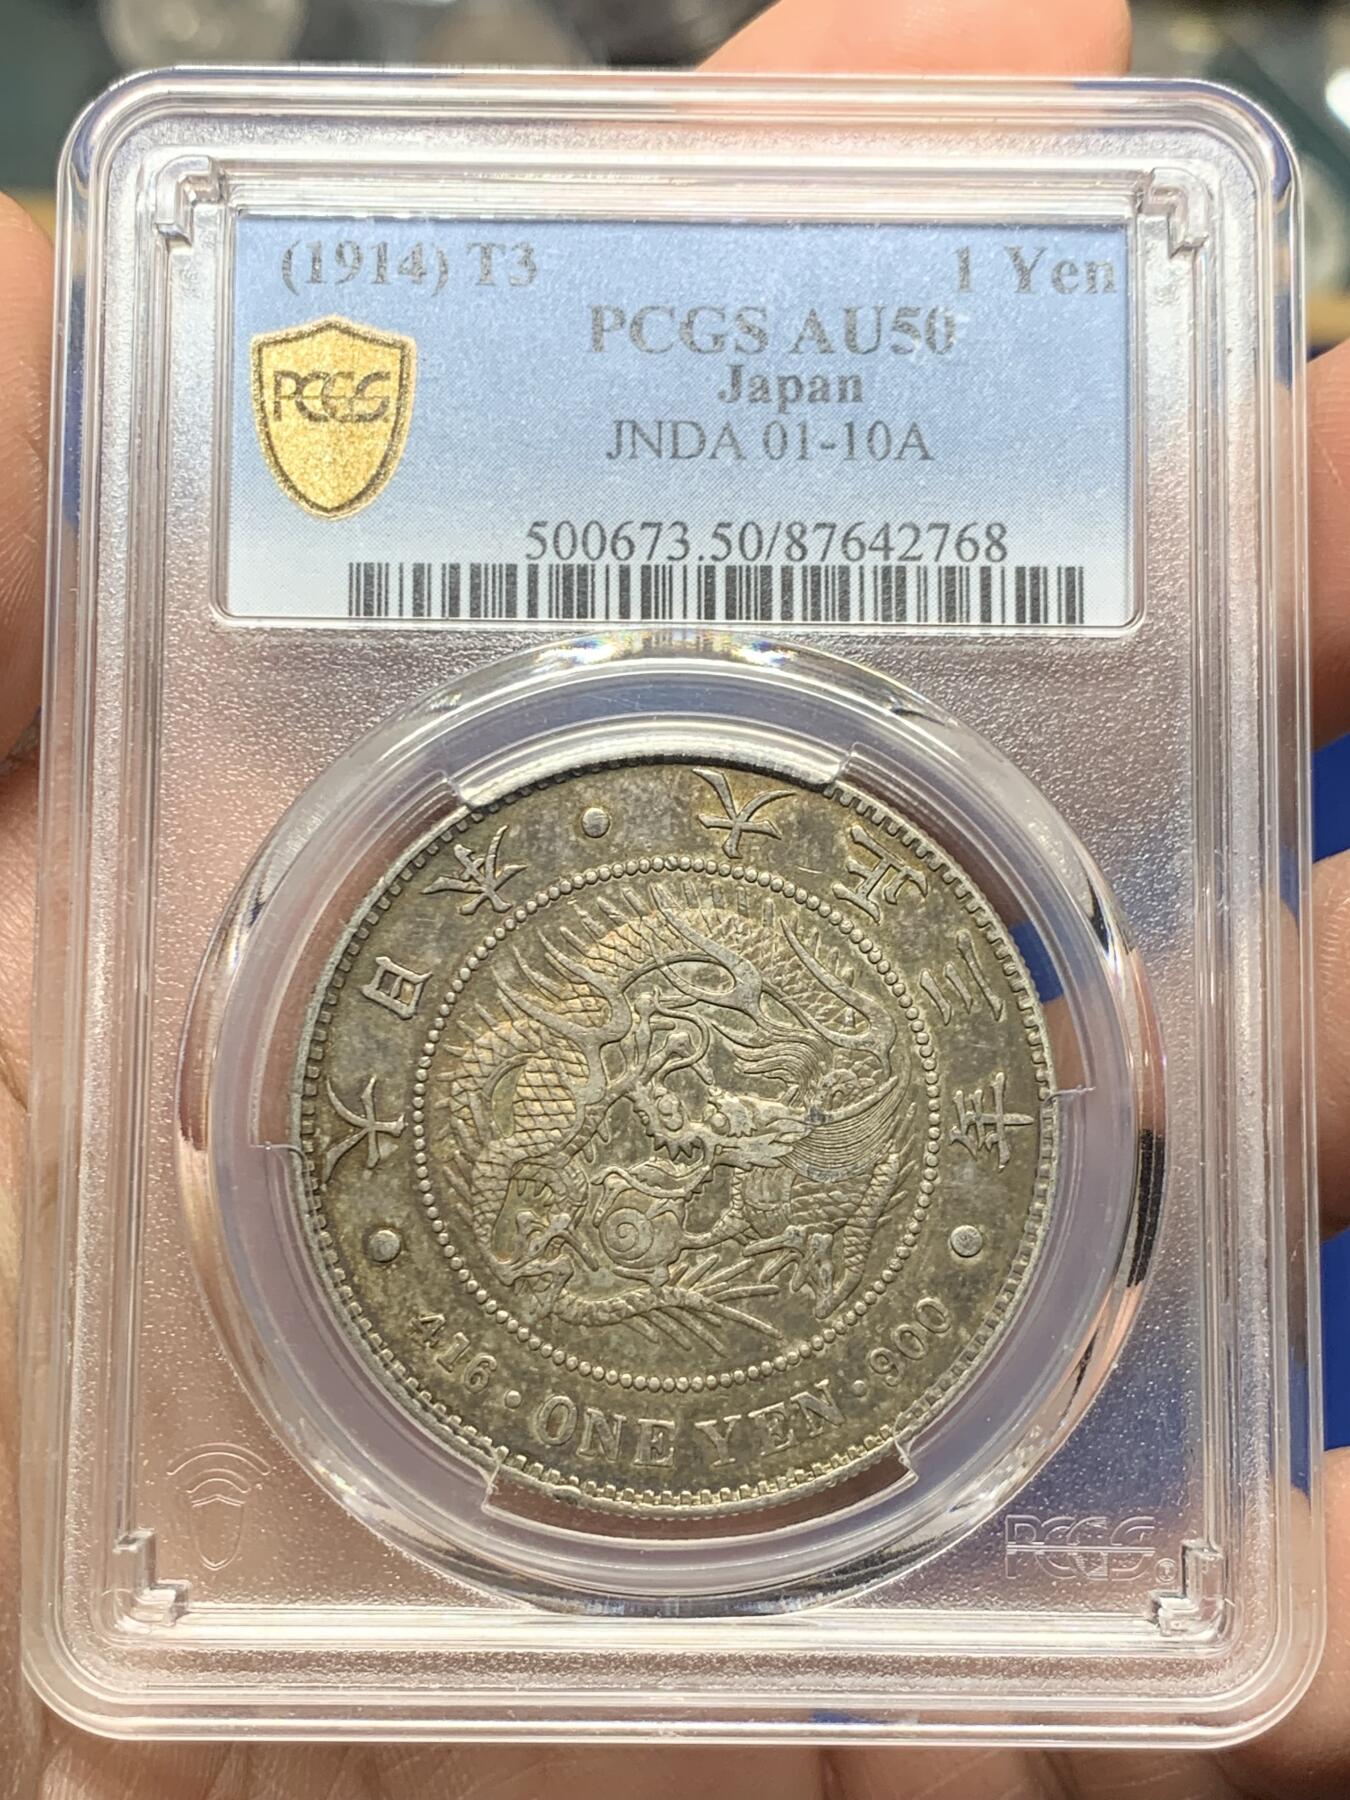 (1914) T3 1 Yen
PCGS AU50
PCGS
Japan
JNDA 01-10A
500673.50/87642768
大日本・大正三年
416・ONE YEN・900
PCGS